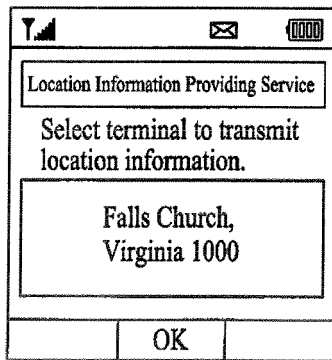 Location Information Providing Service
Select terminal to transmit
location information.
Falls Church,
Virginia 1000
OK